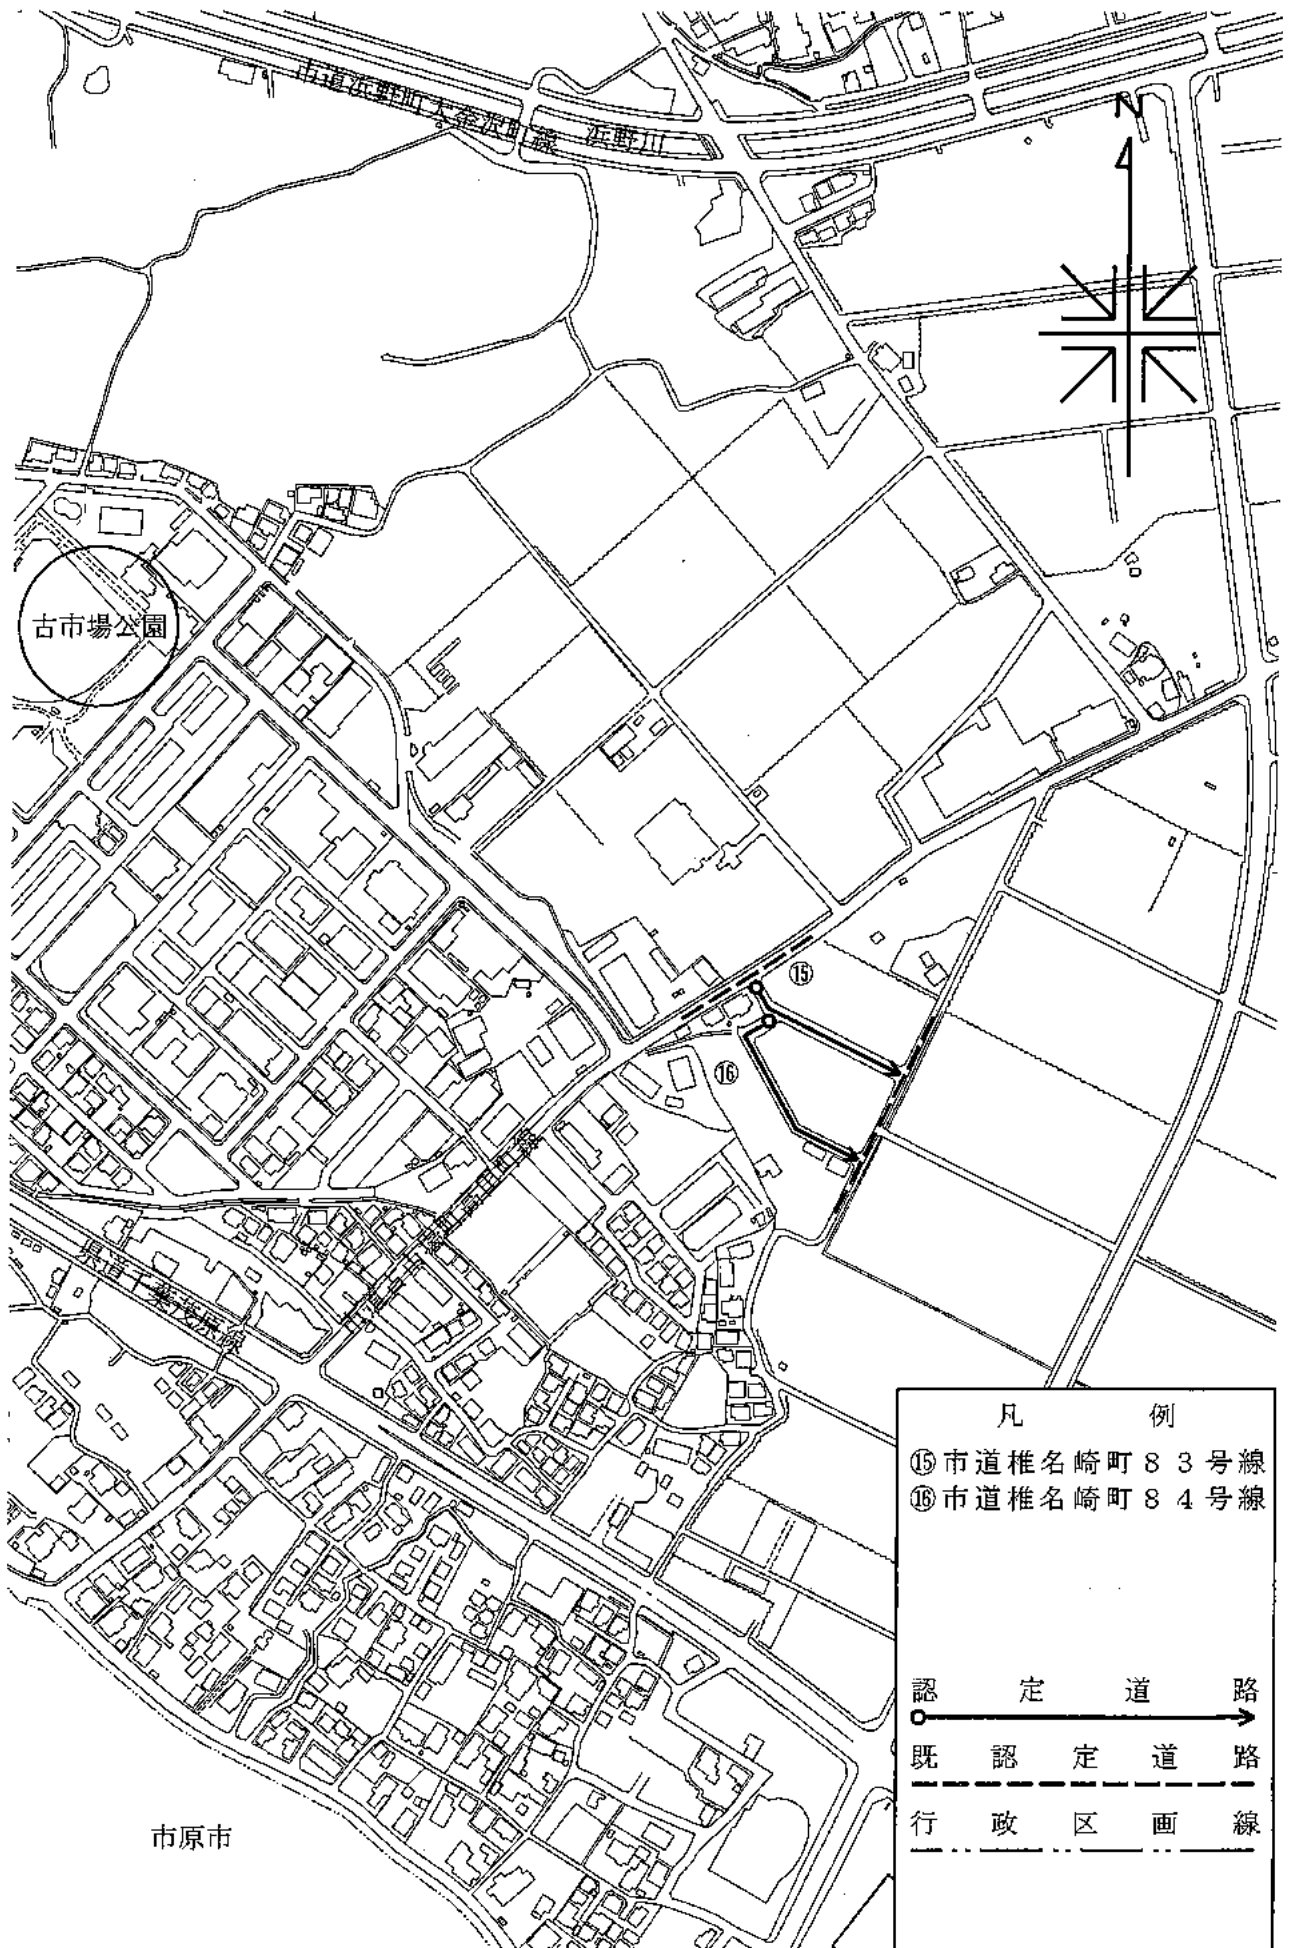 市道浜野町大金沢町線
浜野川
N
古市場公園
⑮
⑯
県道千葉茂原線
市原市
凡例
⑮市道椎名崎町83号線
⑯市道椎名崎町84号線
認定道路
既認定道路
行政区画線